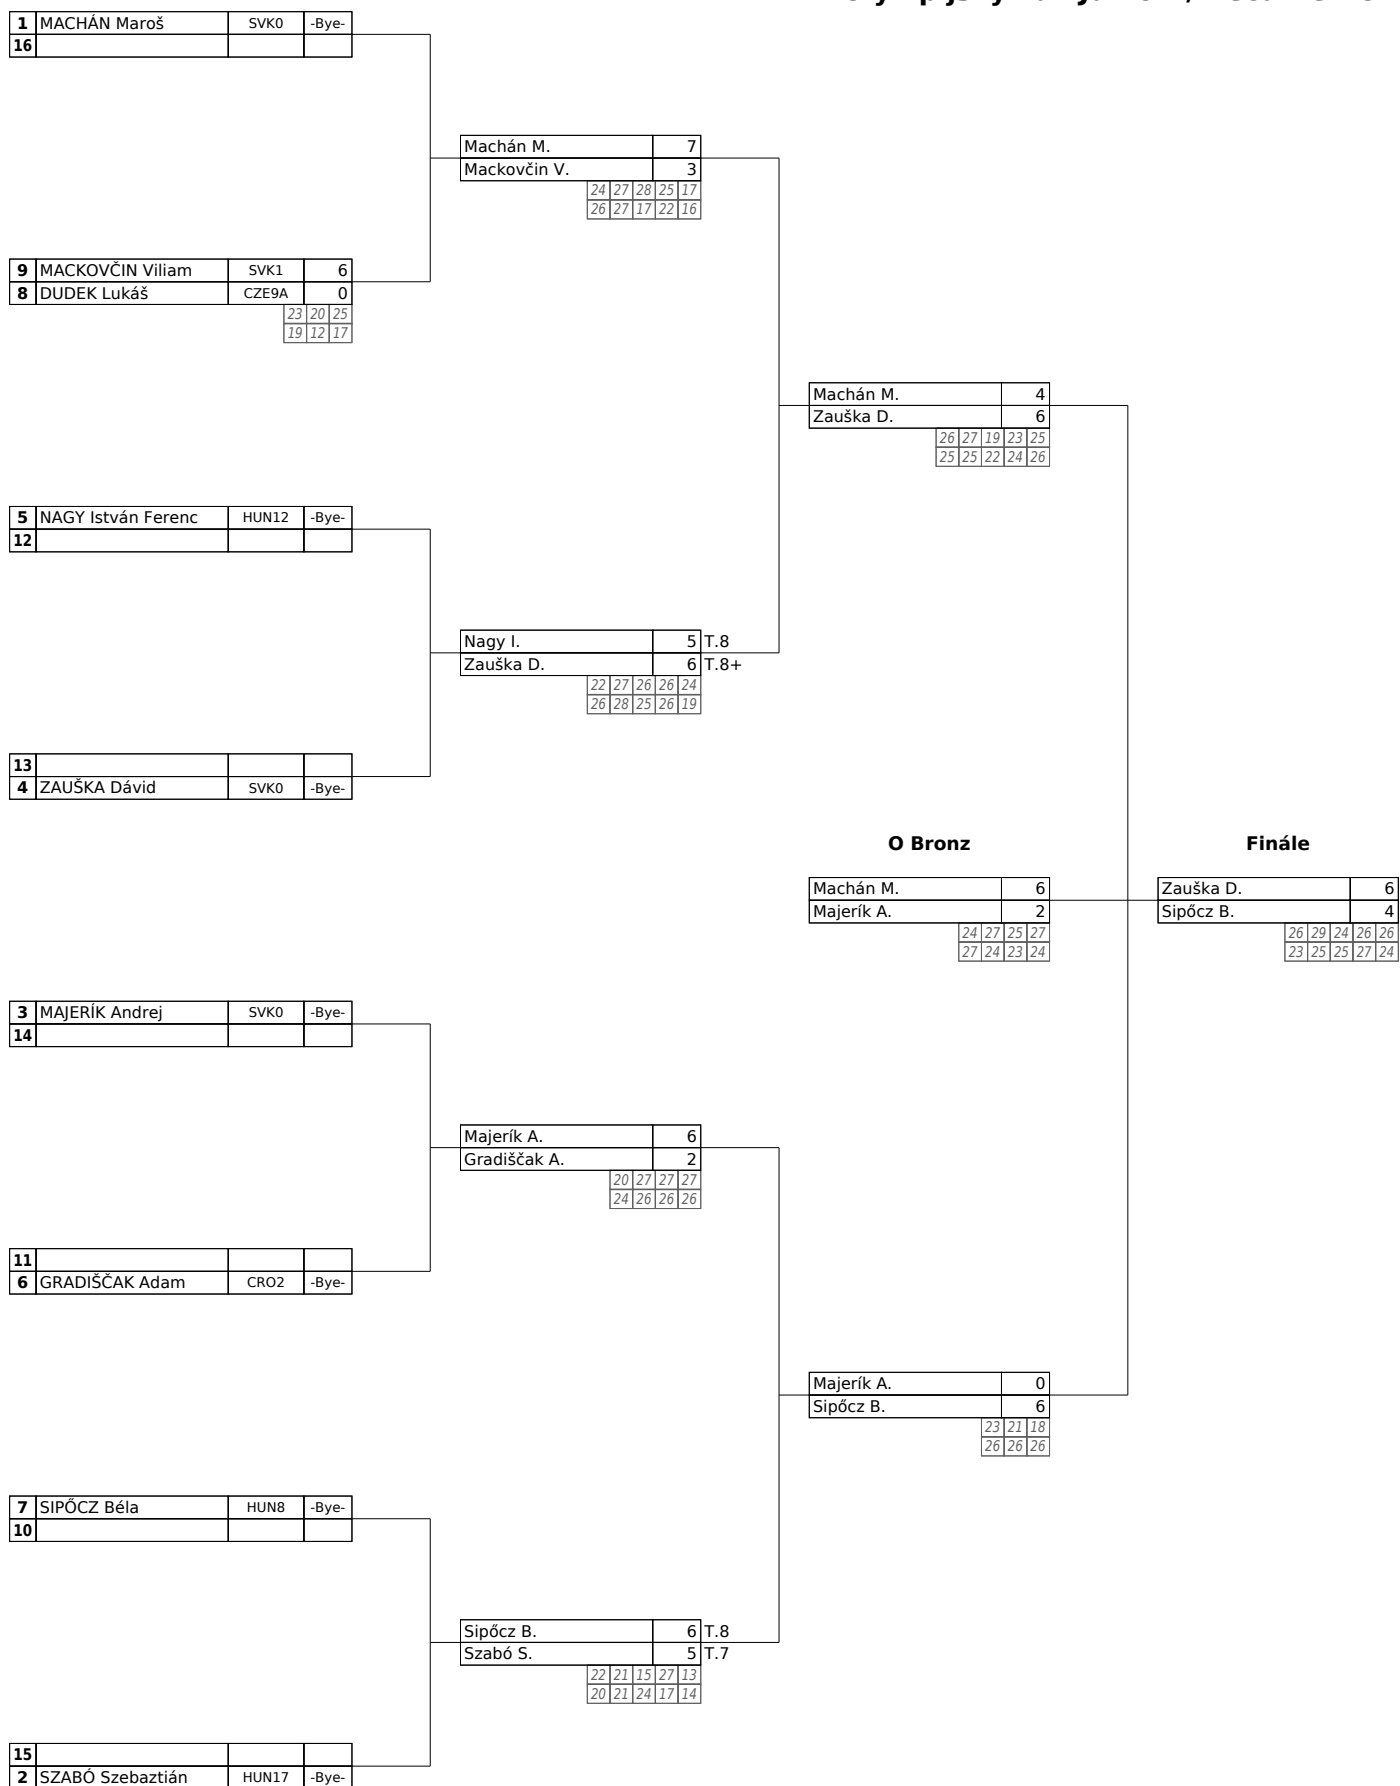 1 MACHÁN Maroš SVK0 -Bye-
16
Machán M. 7
Mackovčin V. 3
24 27 28 25 17
26 27 17 22 16
9 MACKOVČIN Viliam SVK1 6
8 DUDEK Lukáš CZE9A 0
23 20 25
19 12 17
Machán M. 4
Zauška D. 6
26 27 19 23 25
25 25 22 24 26
5 NAGY István Ferenc HUN12 -Bye-
12
Nagy I. 5 T.8
Zauška D. 6 T.8+
22 27 26 26 24
26 28 25 26 19
13
4 ZAUŠKA Dávid SVK0 -Bye-
O Bronz
Finále
Machán M. 6
Majerík A. 2
24 27 25 27
27 24 23 24
Zauška D. 6
Sipőcz B. 4
26 29 24 26 26
23 25 25 27 24
3 MAJERÍK Andrej SVK0 -Bye-
14
Majerík A. 6
Gradiščak A. 2
20 27 27 27
24 26 26 26
11
6 GRADIŠČAK Adam CRO2 -Bye-
Majerík A. 0
Sipőcz B. 6
23 21 18
26 26 26
7 SIPŐCZ Béla HUN8 -Bye-
10
Sipőcz B. 6 T.8
Szabó S. 5 T.7
22 21 15 27 13
20 21 24 17 14
15
2 SZABÓ Szebaztián HUN17 -Bye-